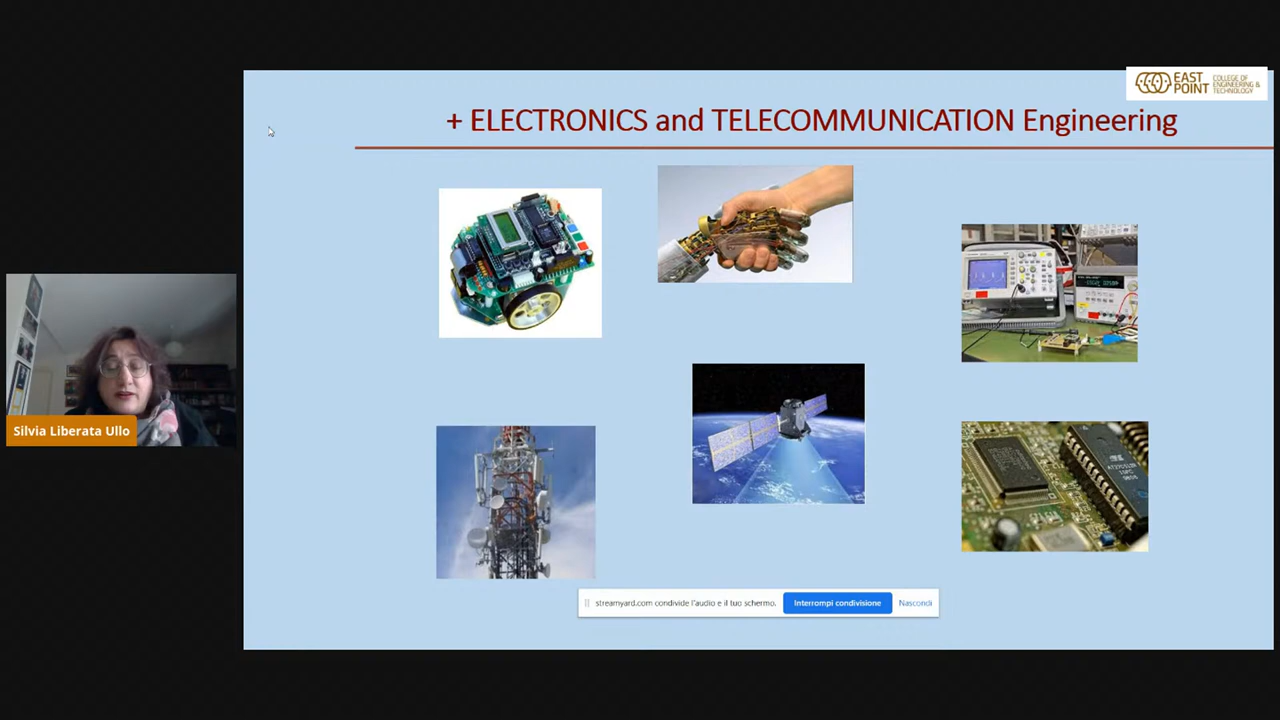 EAST
POINT
COLLEGE OF
ENGINEERING &
TECHNOLOGY
+ ELECTRONICS and TELECOMMUNICATION Engineering
Silvia Liberata Ullo
streamyard.com condivide l'audio e il tuo schermo.
Interrompi condivisione
Nascondi